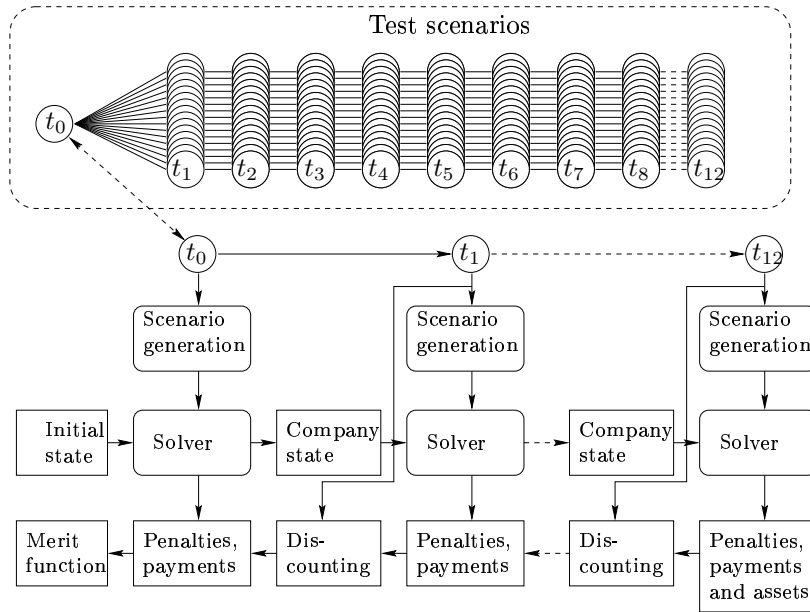 Test scenarios
t0
t1 t2 t3 t4 t5 t6 t7 t8 t12
t0 t1 t12
Scenario
generation
Scenario
generation
Scenario
generation
Initial
state
Solver
Company
state
Solver
Company
state
Solver
Merit
function
Penalties,
payments
Dis-
counting
Penalties,
payments
Dis-
counting
Penalties,
payments
and assets